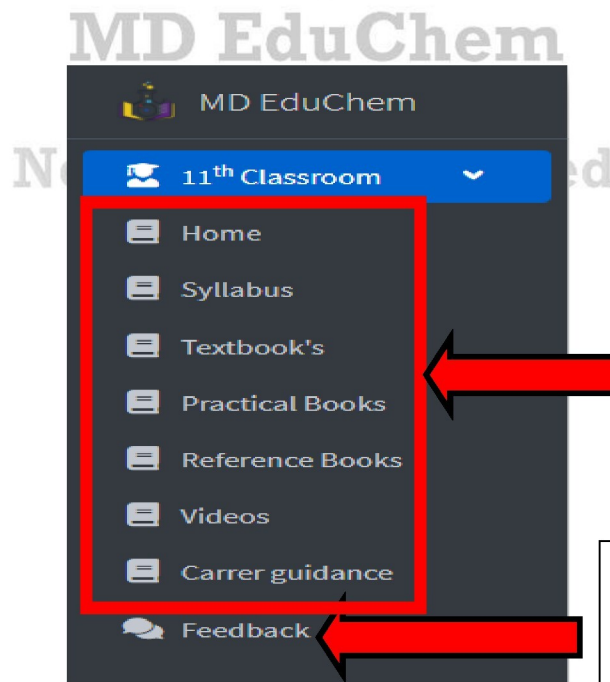 MD EduChem
MD EduChem
11th Classroom
Home
Syllabus
Textbook's
Practical Books
Reference Books
Videos
Carrer guidance
Feedback